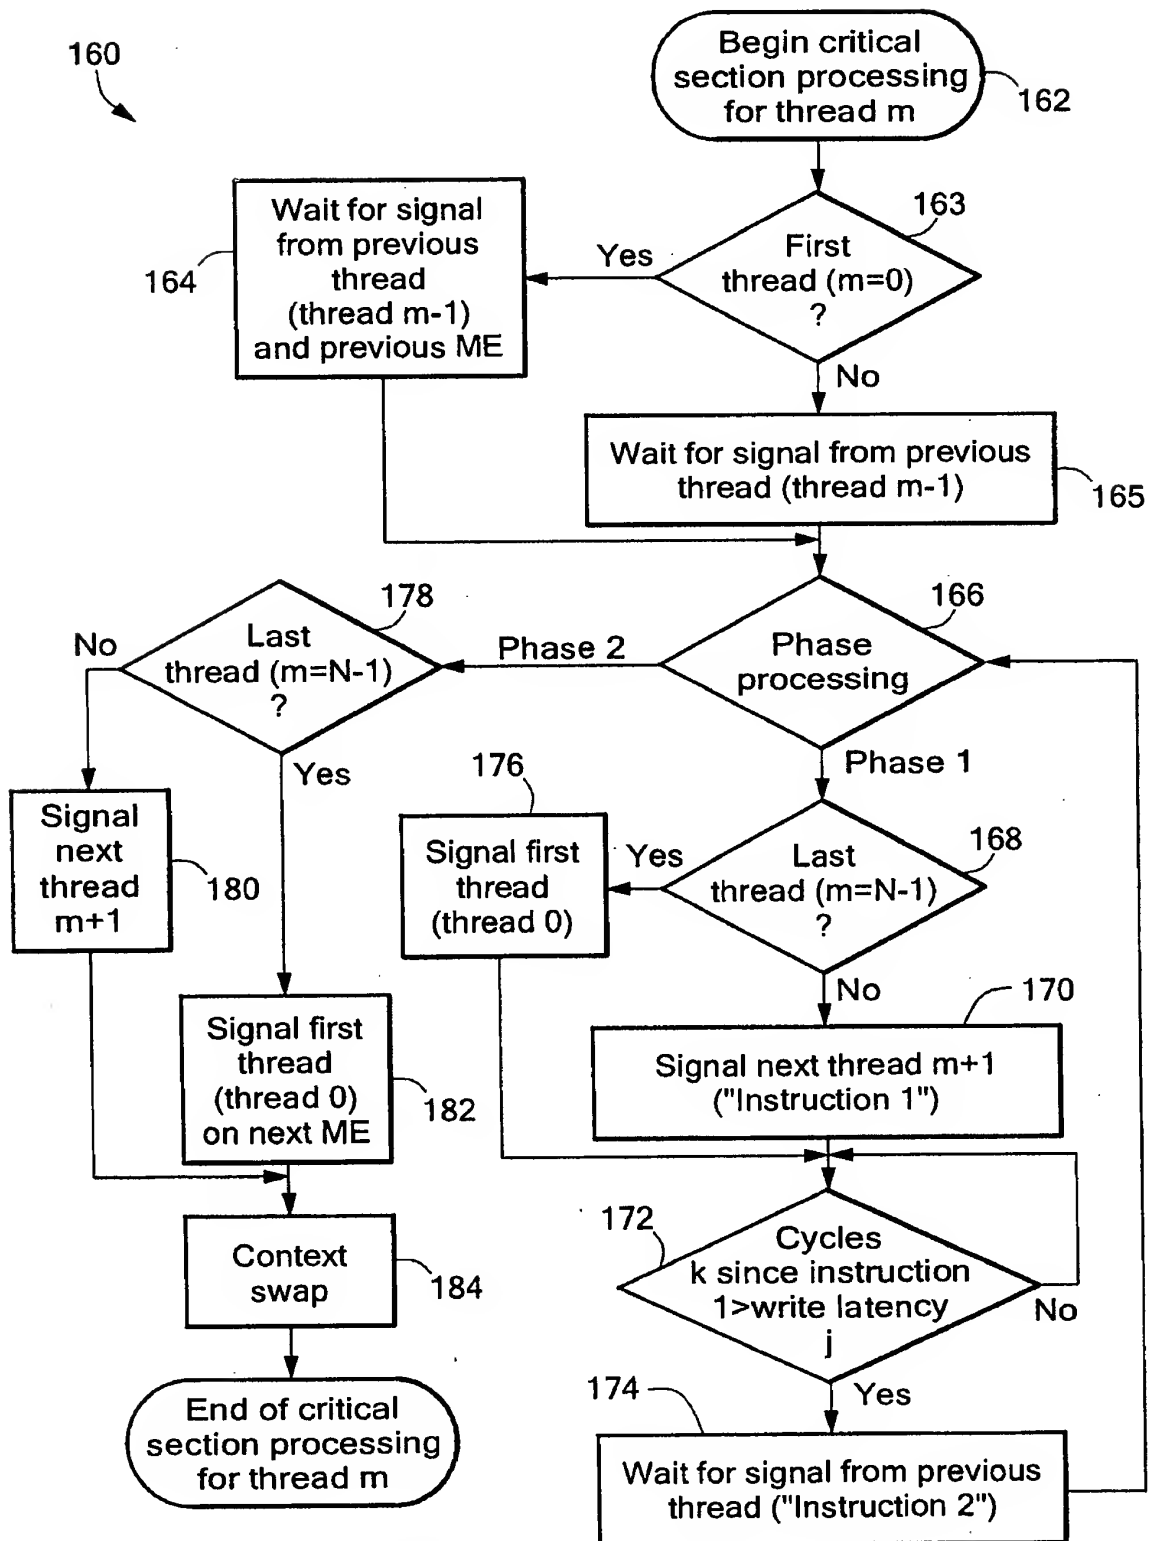 160
Begin critical
section processing
for thread m
162
Wait for signal
from previous
thread
(thread m-1)
and previous ME
164
Yes
First
thread (m=0)
?
163
No
Wait for signal from previous
thread (thread m-1)
165
178
166
No
Last
thread (m=N-1)
?
Phase 2
Phase
processing
Yes
176
Phase 1
Signal
next
thread
m+1
180
Signal first
thread
(thread 0)
Yes
Last
thread (m=N-1)
?
168
No
170
Signal first
thread
(thread 0)
on next ME
182
Signal next thread m+1
("Instruction 1")
172
Cycles
k since instruction
1>write latency
j
No
Context
swap
184
174
Yes
End of critical
section processing
for thread m
Wait for signal from previous
thread ("Instruction 2")